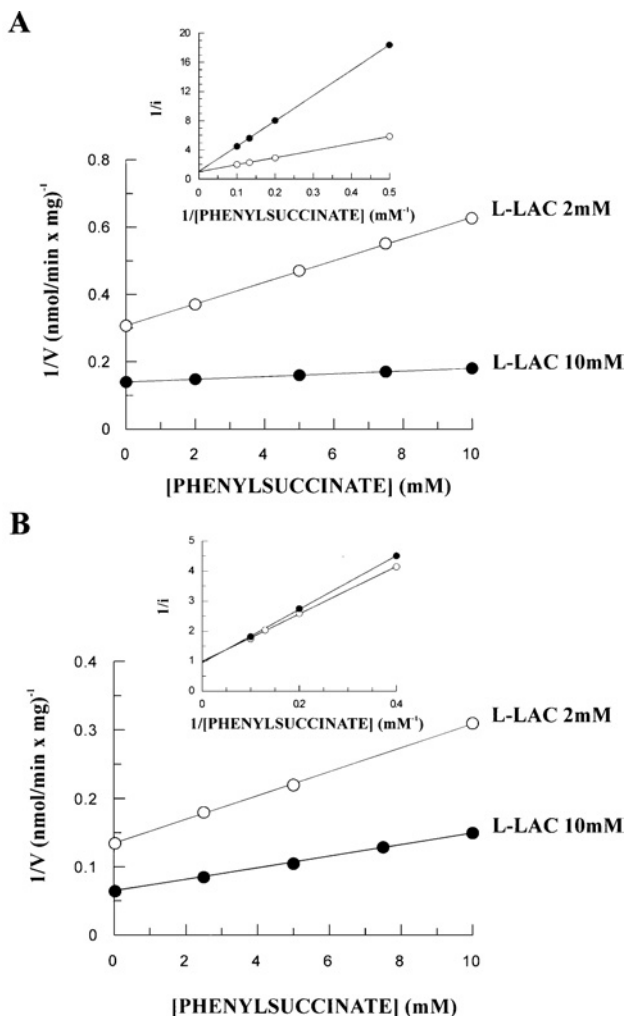 A
20
16
12
8
4
0
1/i
0.1 0.2 0.3 0.4 0.5
1/[PHENYLSUCCINATE] (mM-1)
0.8
0.6
0.4
0.2
0
1/V (nmol/min x mg)-1
L-LAC 2mM
L-LAC 10mM
0 2 4 6 8 10
[PHENYLSUCCINATE] (mM)
B
5
4
3
2
1
0
1/i
0.2 0.4
1/[PHENYLSUCCINATE] (mM-1)
0.4
0.3
0.2
0.1
0
1/V (nmol/min x mg)-1
L-LAC 2mM
L-LAC 10mM
0 2 4 6 8 10
[PHENYLSUCCINATE] (mM)